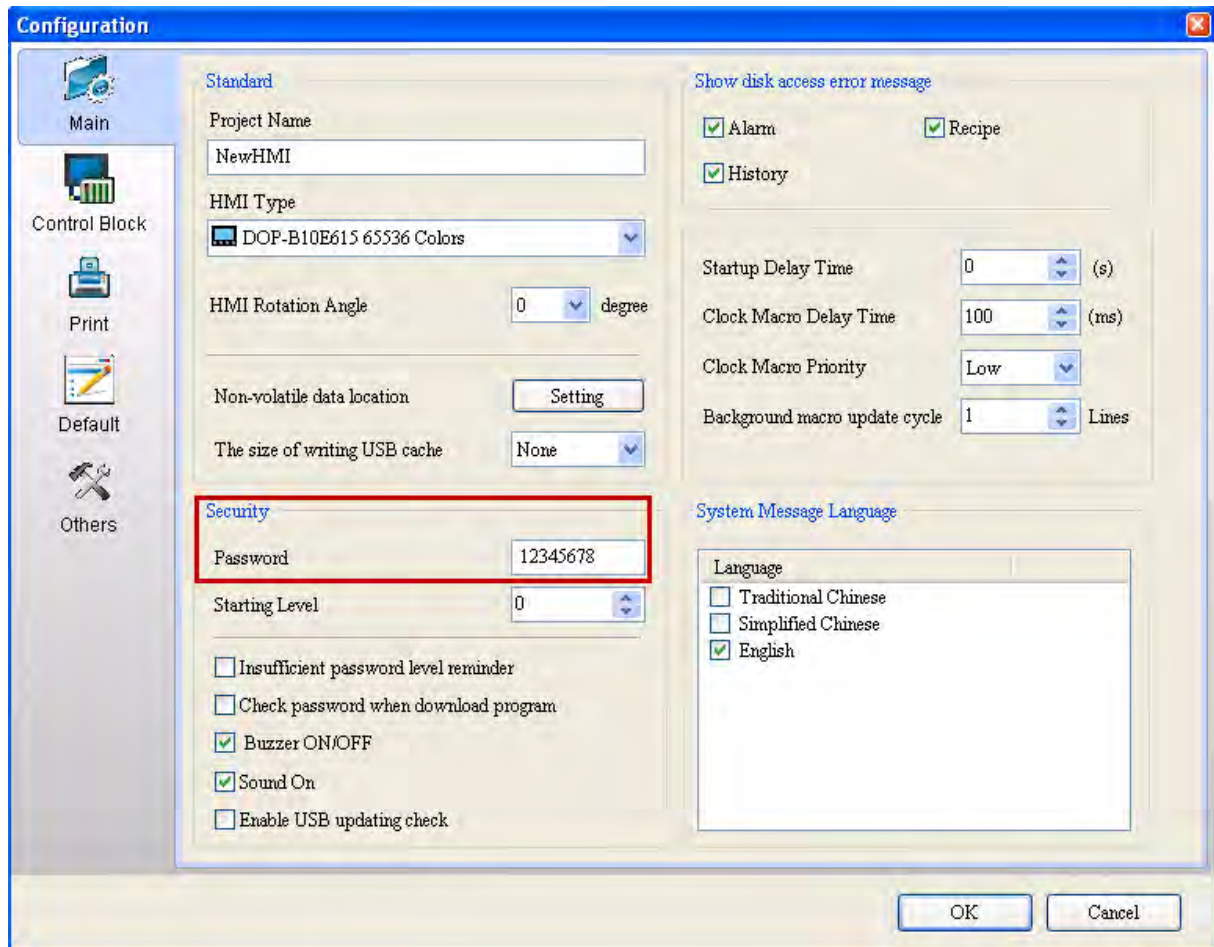 Configuration
Main
Control Block
Print
Default
Others
Standard
Project Name
NewHMI
HMI Type
DOP-B10E615 65536 Colors
HMI Rotation Angle 0 degree
Non-volatile data location Setting
The size of writing USB cache None
Security
Password 12345678
Starting Level 0
Insufficient password level reminder
Check password when download program
Buzzer ON/OFF
Sound On
Enable USB updating check
Show disk access error message
Alarm Recipe
History
Startup Delay Time 0 (s)
Clock Macro Delay Time 100 (ms)
Clock Macro Priority Low
Background macro update cycle 1 Lines
System Message Language
Language
Traditional Chinese
Simplified Chinese
English
OK Cancel